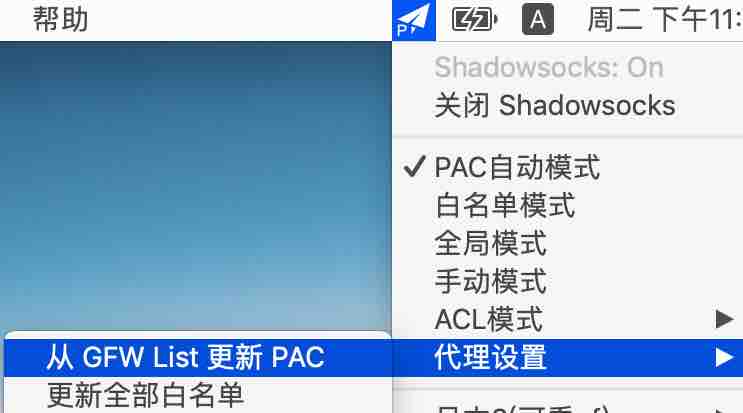 帮助
A
周二 下午11:
Shadowsocks: On
关闭 Shadowsocks
PAC自动模式
白名单模式
全局模式
手动模式
ACL模式
代理设置
从 GFW List 更新 PAC
更新全部白名单